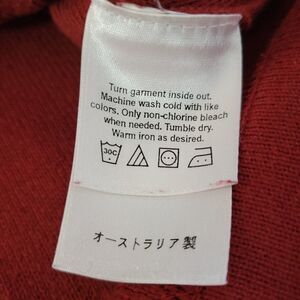 Turn garment inside out.
Machine wash cold with like
colors. Only non-chlorine bleach
when needed. Tumble dry.
Warm iron as desired.
30C
オーストラリア製